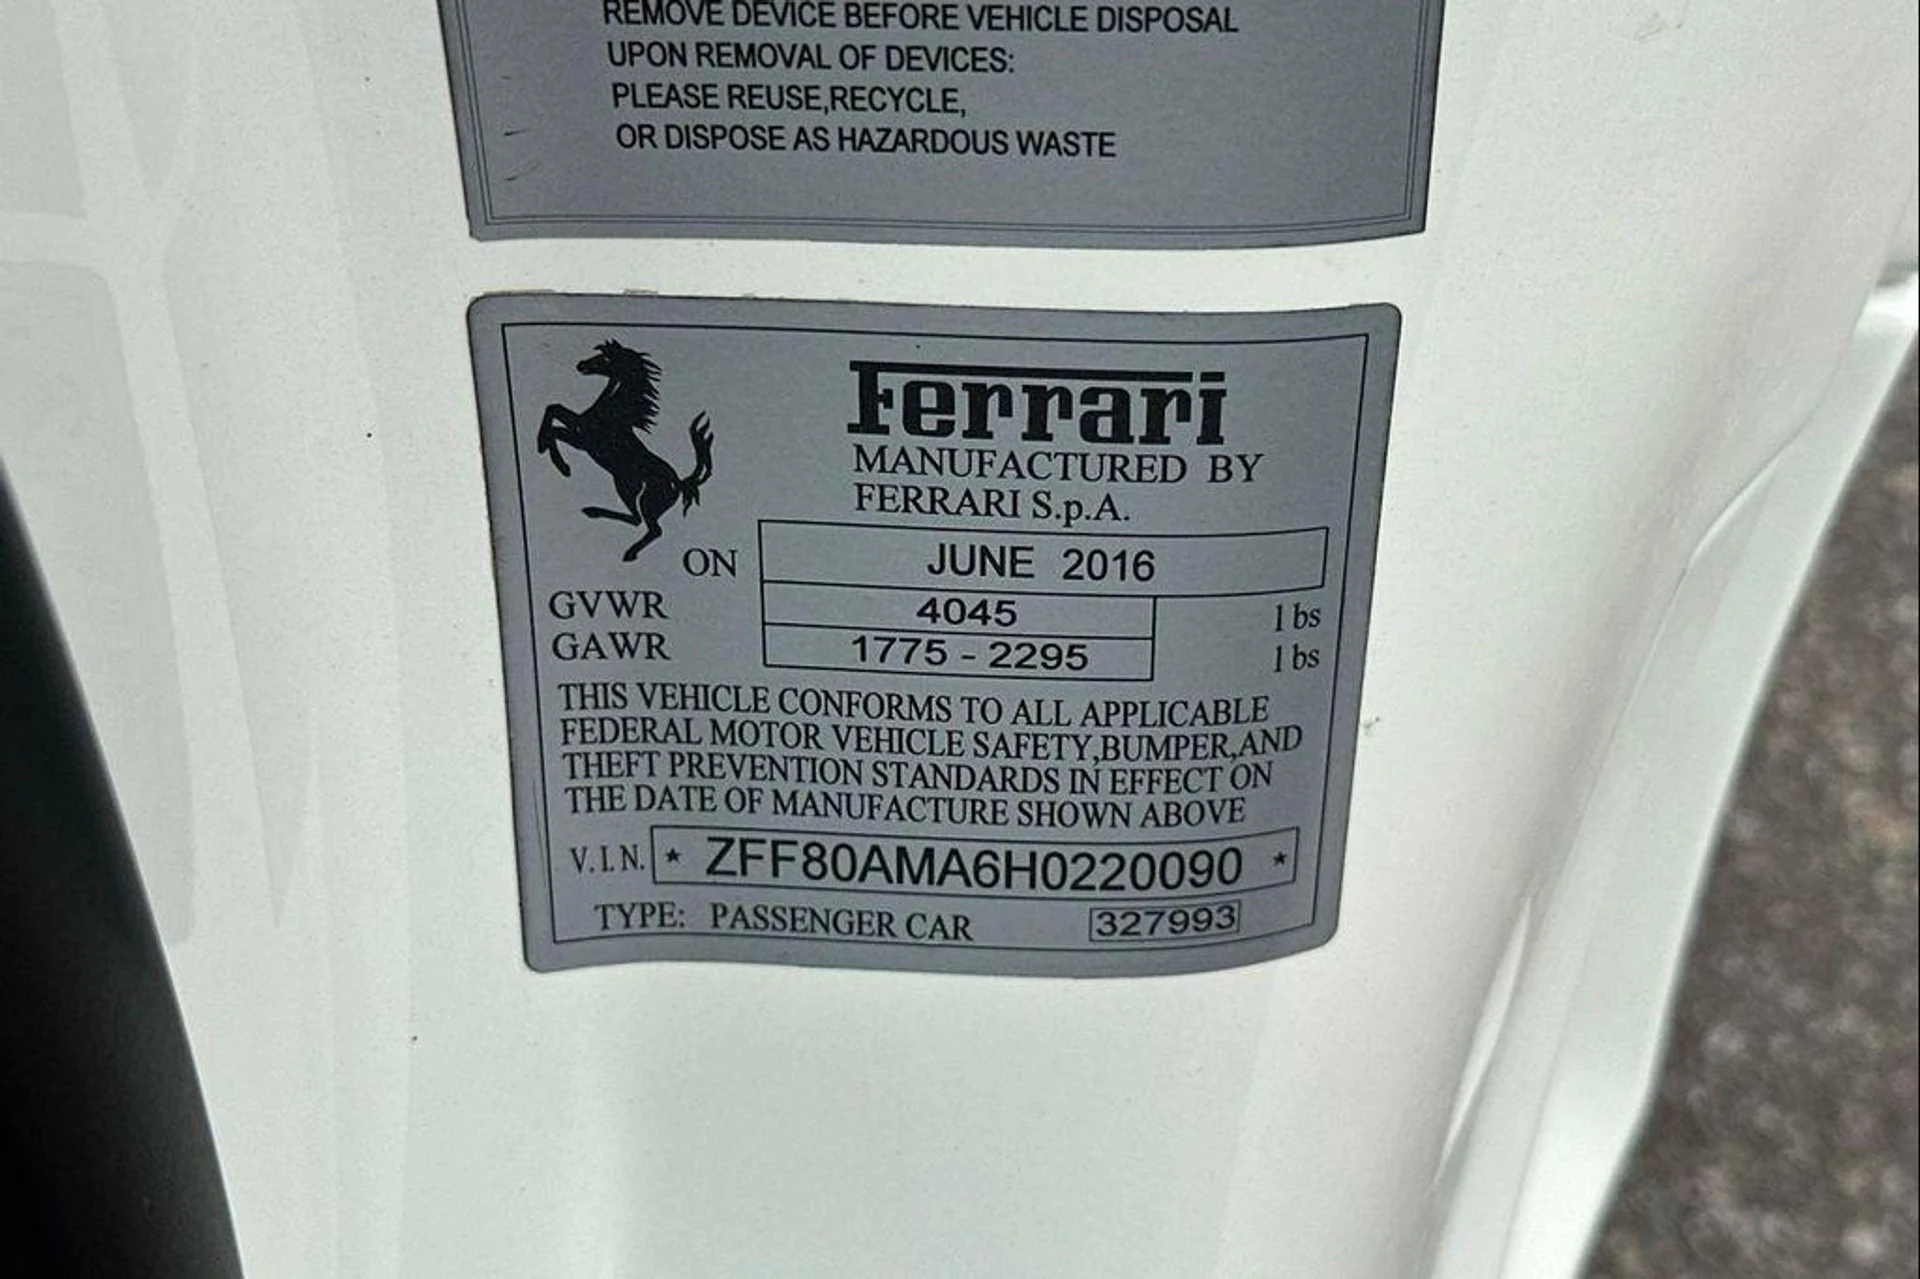 REMOVE DEVICE BEFORE VEHICLE DISPOSAL
UPON REMOVAL OF DEVICES:
PLEASE REUSE,RECYCLE,
OR DISPOSE AS HAZARDOUS WASTE
Ferrari
MANUFACTURED BY
FERRARI S.p.A.
ON JUNE 2016
GVWR 4045 lbs
GAWR 1775 - 2295 lbs
THIS VEHICLE CONFORMS TO ALL APPLICABLE
FEDERAL MOTOR VEHICLE SAFETY,BUMPER,AND
THEFT PREVENTION STANDARDS IN EFFECT ON
THE DATE OF MANUFACTURE SHOWN ABOVE
V.I.N. * ZFF80AMA6H0220090 *
TYPE: PASSENGER CAR 327993